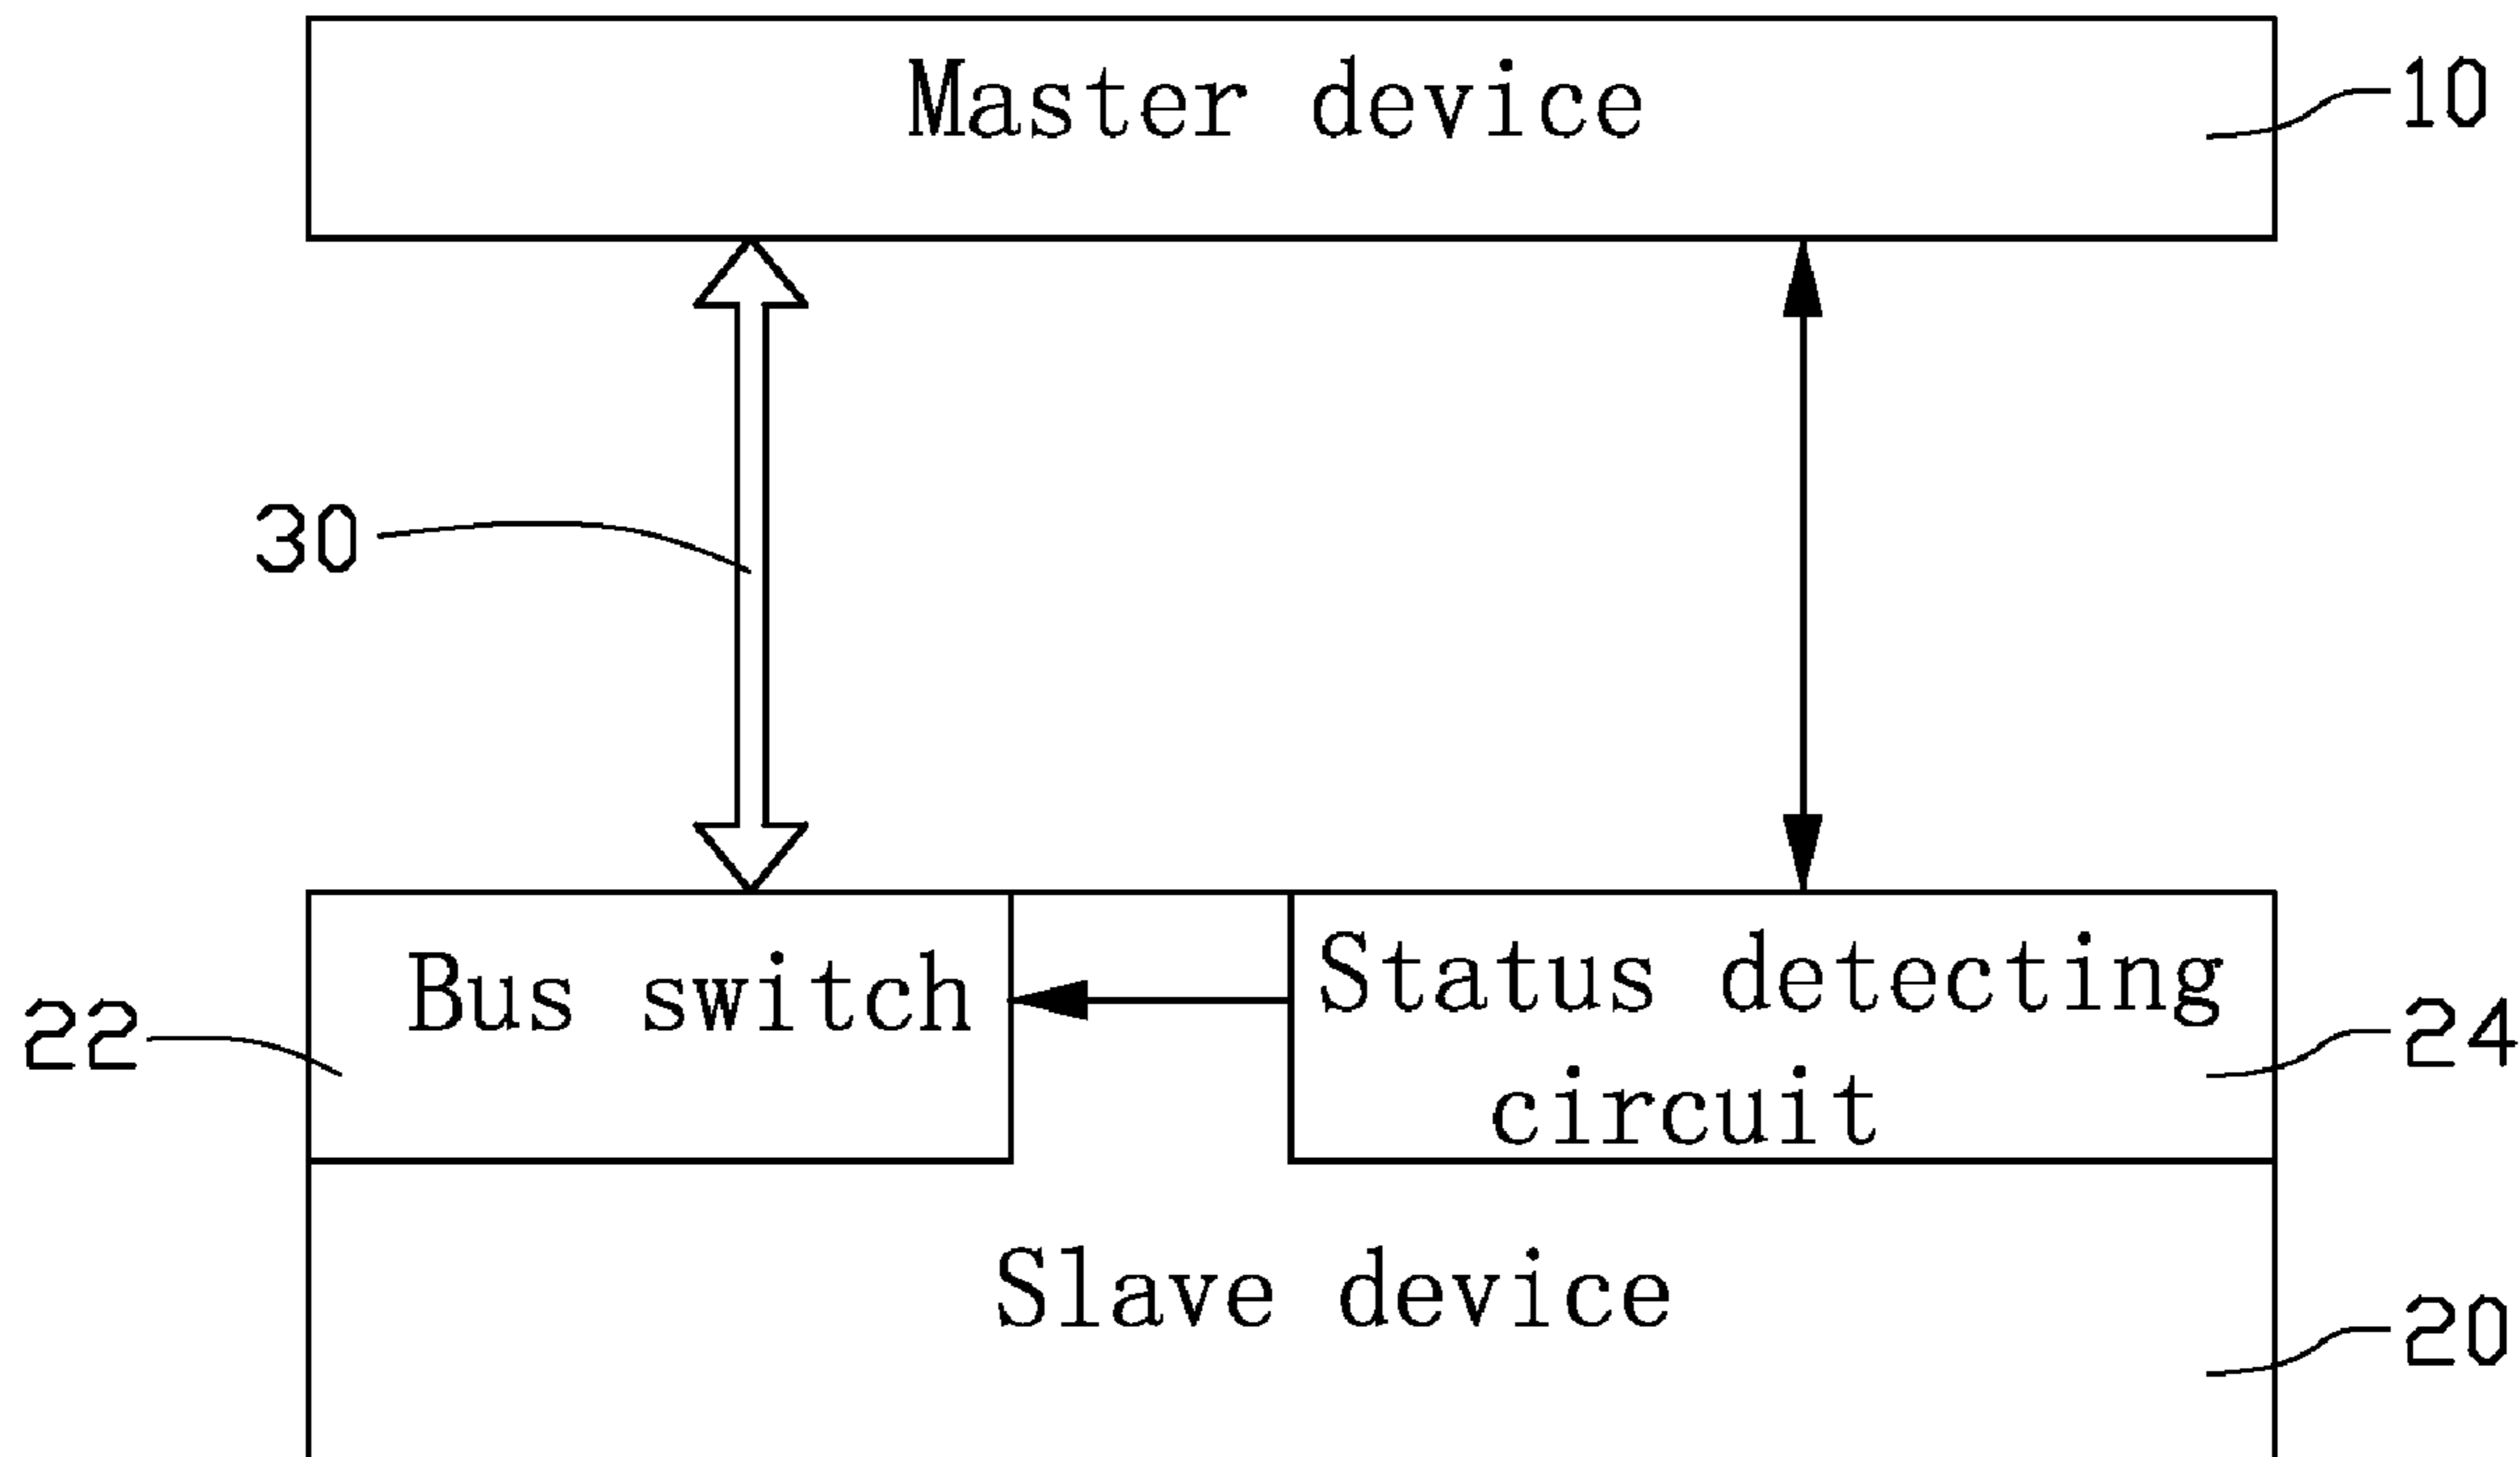 Master device
10
30
Bus switch
Status detecting
circuit
22
24
Slave device
20